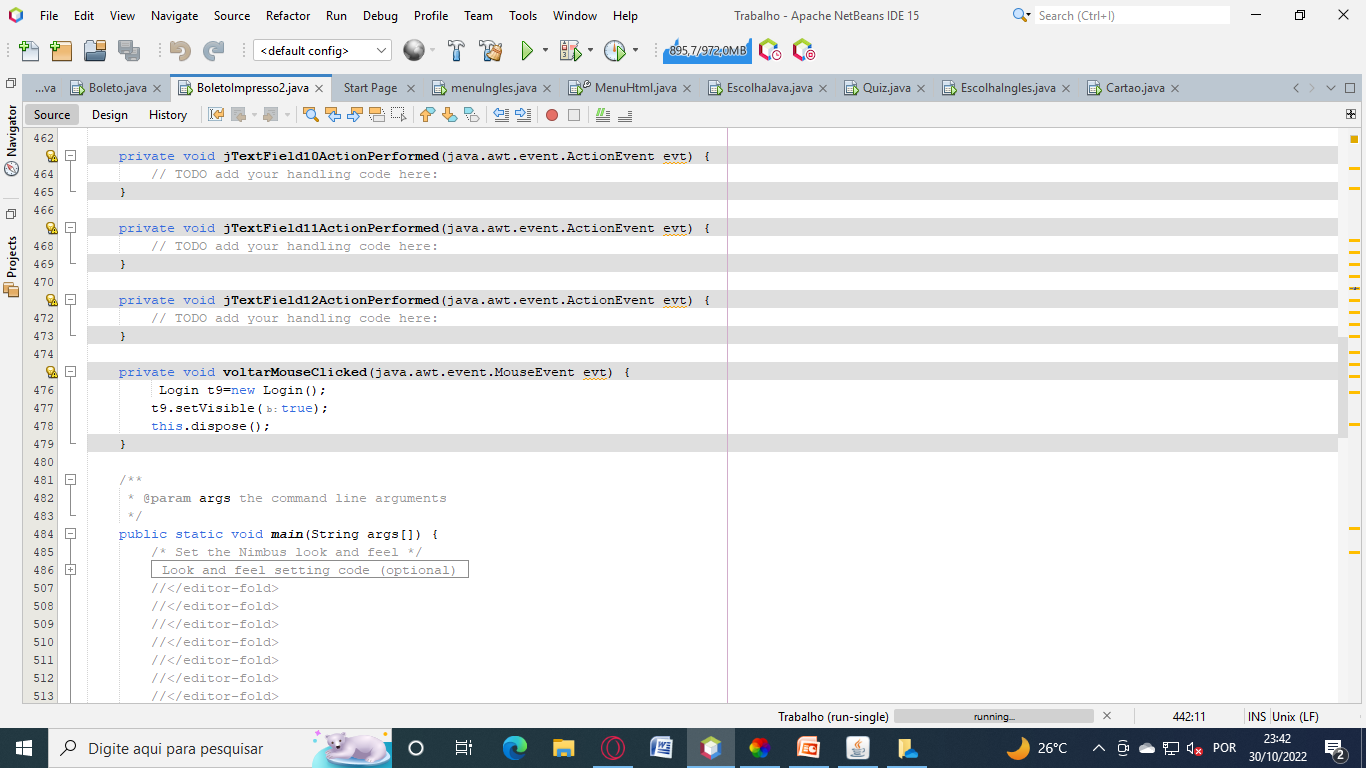 File Edit View Navigate Source Refactor Run Debug Profile Team Tools Window Help Trabalho - Apache NetBeans IDE 15 Search (Ctrl+I)
<default config> 895,7/972,0MB
...va Boleto.java BoletoImpresso2.java Start Page menuIngles.java MenuHtml.java EscolhaJava.java Quiz.java EscolhaIngles.java Cartao.java
Source Design History
Navigator
Projects
462
private void jTextField10ActionPerformed(java.awt.event.ActionEvent evt) {
464 // TODO add your handling code here:
465 }
466
private void jTextField11ActionPerformed(java.awt.event.ActionEvent evt) {
468 // TODO add your handling code here:
469 }
470
private void jTextField12ActionPerformed(java.awt.event.ActionEvent evt) {
472 // TODO add your handling code here:
473 }
474
private void voltarMouseClicked(java.awt.event.MouseEvent evt) {
476 Login t9=new Login();
477 t9.setVisible(b:true);
478 this.dispose();
479 }
480
481 /**
482 * @param args the command line arguments
483 */
484 public static void main(String args[]) {
485 /* Set the Nimbus look and feel */
486 Look and feel setting code (optional)
507 //</editor-fold>
508 //</editor-fold>
509 //</editor-fold>
510 //</editor-fold>
511 //</editor-fold>
512 //</editor-fold>
513 //</editor-fold>
Trabalho (run-single) running... 442:11 INS Unix (LF)
Digite aqui para pesquisar 26°C POR 23:42
30/10/2022 2